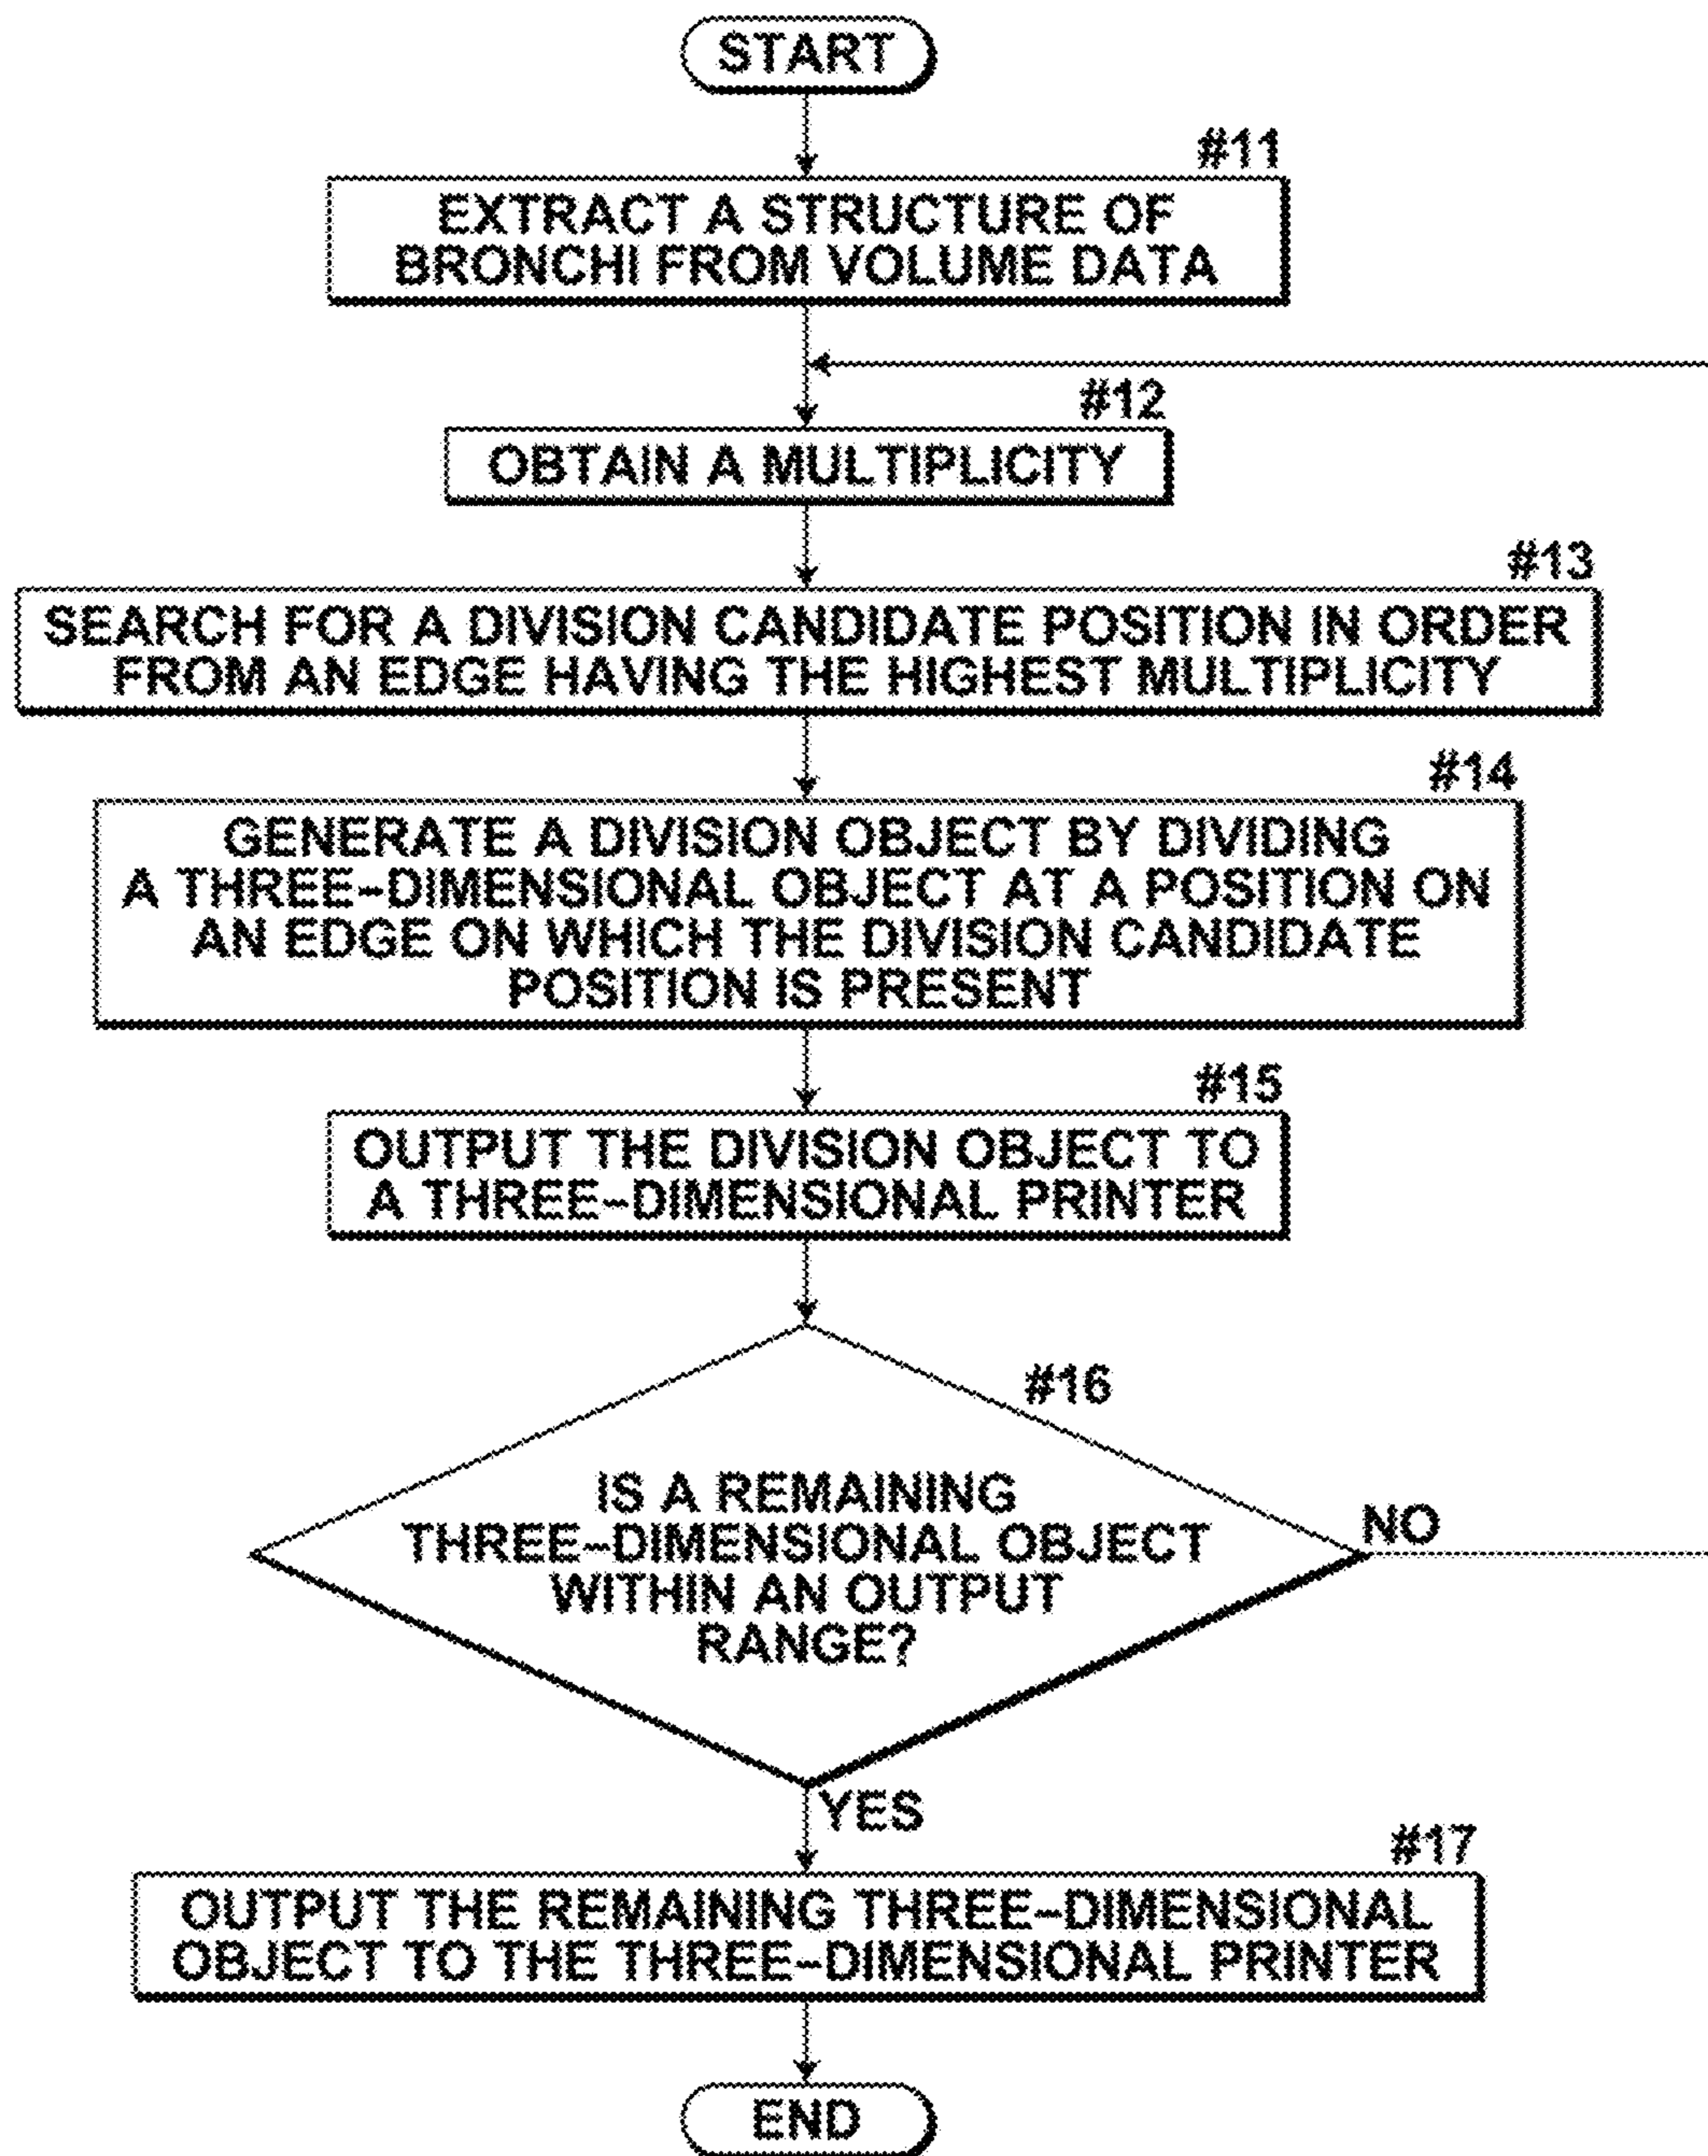 START
#11
EXTRACT A STRUCTURE OF
BRONCHI FROM VOLUME DATA
#12
OBTAIN A MULTIPLICITY
#13
SEARCH FOR A DIVISION CANDIDATE POSITION IN ORDER
FROM AN EDGE HAVING THE HIGHEST MULTIPLICITY
#14
GENERATE A DIVISION OBJECT BY DIVIDING
A THREE-DIMENSIONAL OBJECT AT A POSITION ON
AN EDGE ON WHICH THE DIVISION CANDIDATE
POSITION IS PRESENT
#15
OUTPUT THE DIVISION OBJECT TO
A THREE-DIMENSIONAL PRINTER
#16
IS A REMAINING
THREE-DIMENSIONAL OBJECT
WITHIN AN OUTPUT
RANGE?
NO
YES
#17
OUTPUT THE REMAINING THREE-DIMENSIONAL
OBJECT TO THE THREE-DIMENSIONAL PRINTER
END